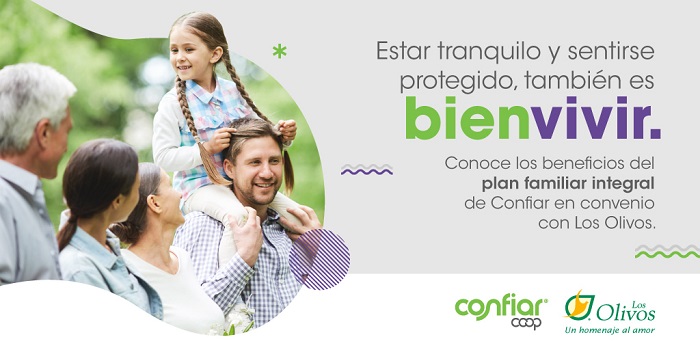 Estar tranquilo y sentirse
protegido, también es
bienvivir.
Conoce los beneficios del
plan familiar integral
de Confiar en convenio
con Los Olivos.
confiar®
coop
Los
Olivos
Un homenaje al amor